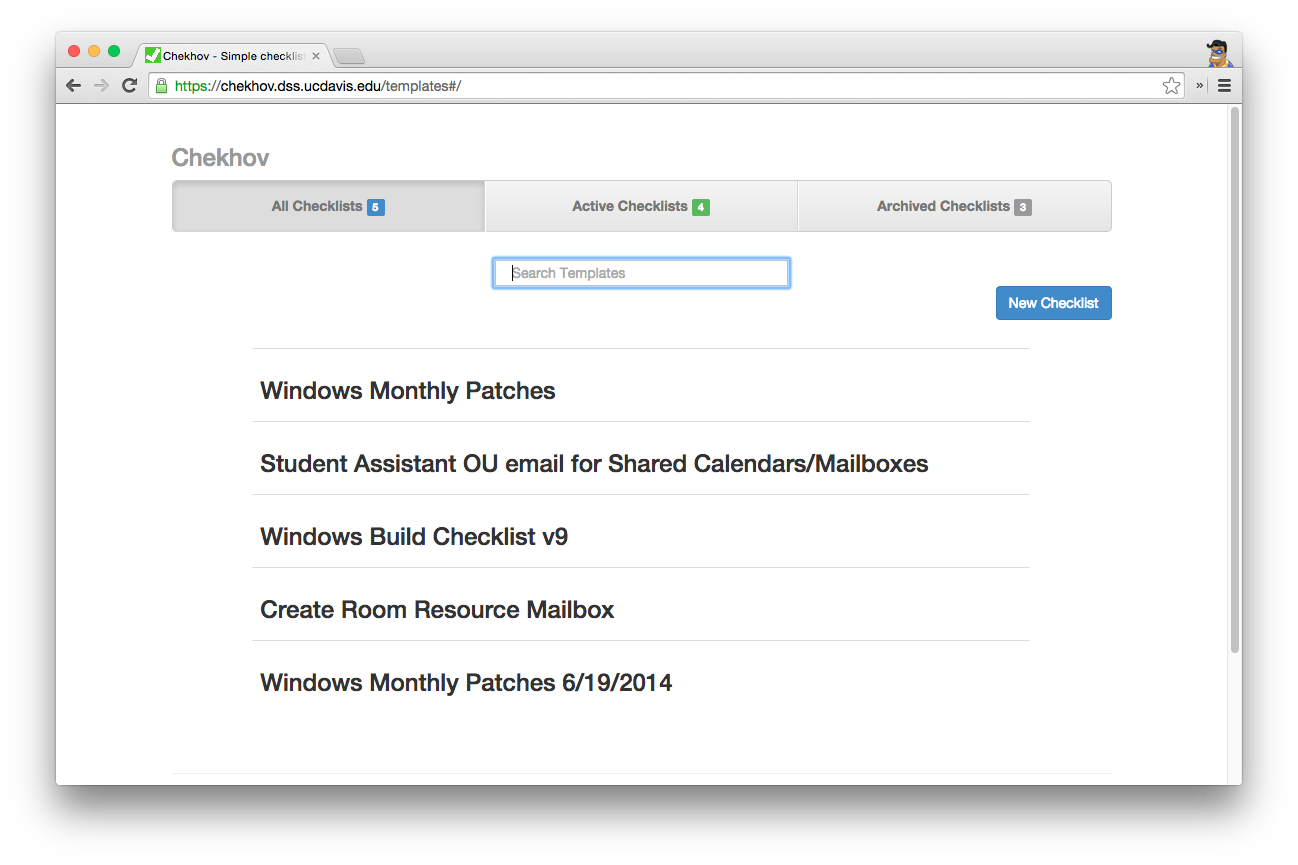 Chekhov - Simple checklis
https://chekhov.dss.ucdavis.edu/templates#/
Chekhov
All Checklists 5
Active Checklists 4
Archived Checklists 3
Search Templates
New Checklist
Windows Monthly Patches
Student Assistant OU email for Shared Calendars/Mailboxes
Windows Build Checklist v9
Create Room Resource Mailbox
Windows Monthly Patches 6/19/2014